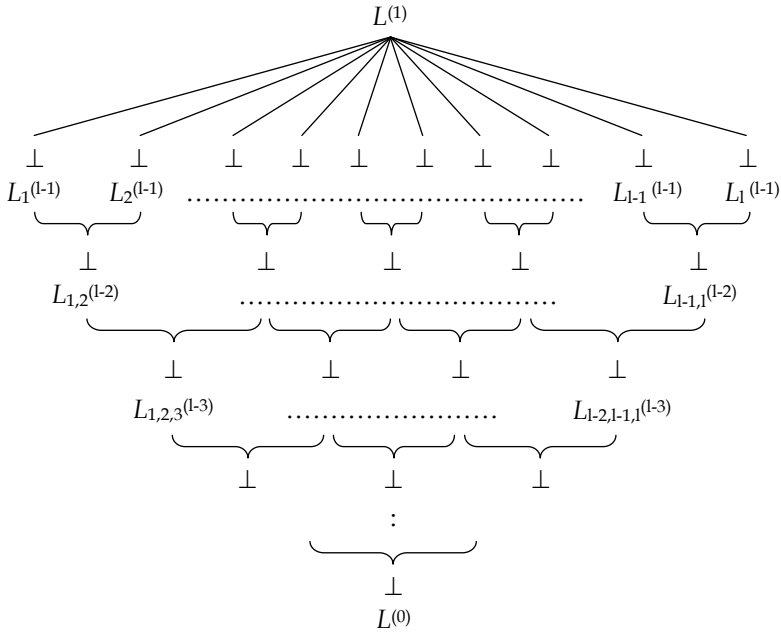 L(1)
⊥ ⊥ ⊥ ⊥ ⊥ ⊥ ⊥ ⊥ ⊥ ⊥
L1(l-1) L2(l-1) ........................................ Ll-1 (l-1) Ll (l-1)
⊥ ⊥ ⊥ ⊥ ⊥
L1,2(l-2) ................................ Ll-1,l(l-2)
⊥ ⊥ ⊥ ⊥
L1,2,3(l-3) ..................... Ll-2,l-1,l(l-3)
⊥ ⊥ ⊥
:
⊥
L(0)